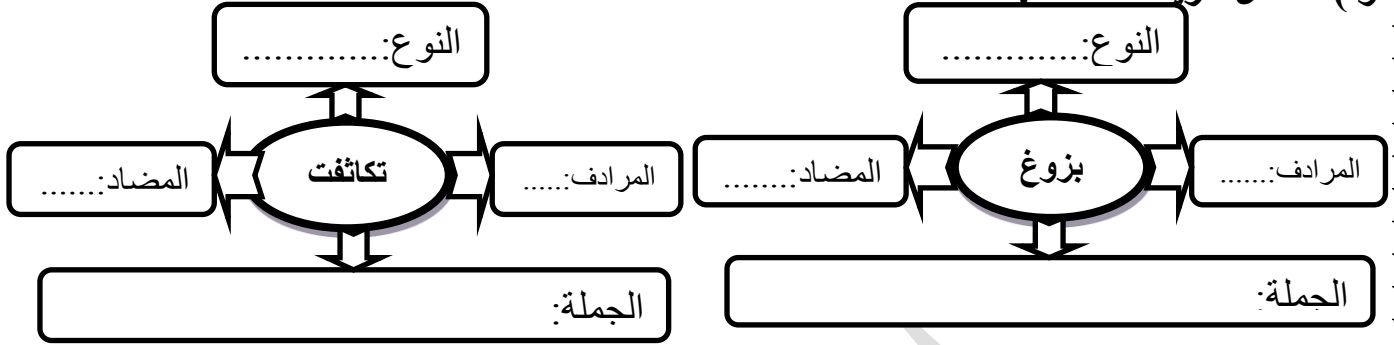 النوع:..............
النوع:..............
المرادف:......
بزوغ
المضاد:.......
المرادف:.....
تكاثفت
المضاد:......
الجملة:
الجملة: